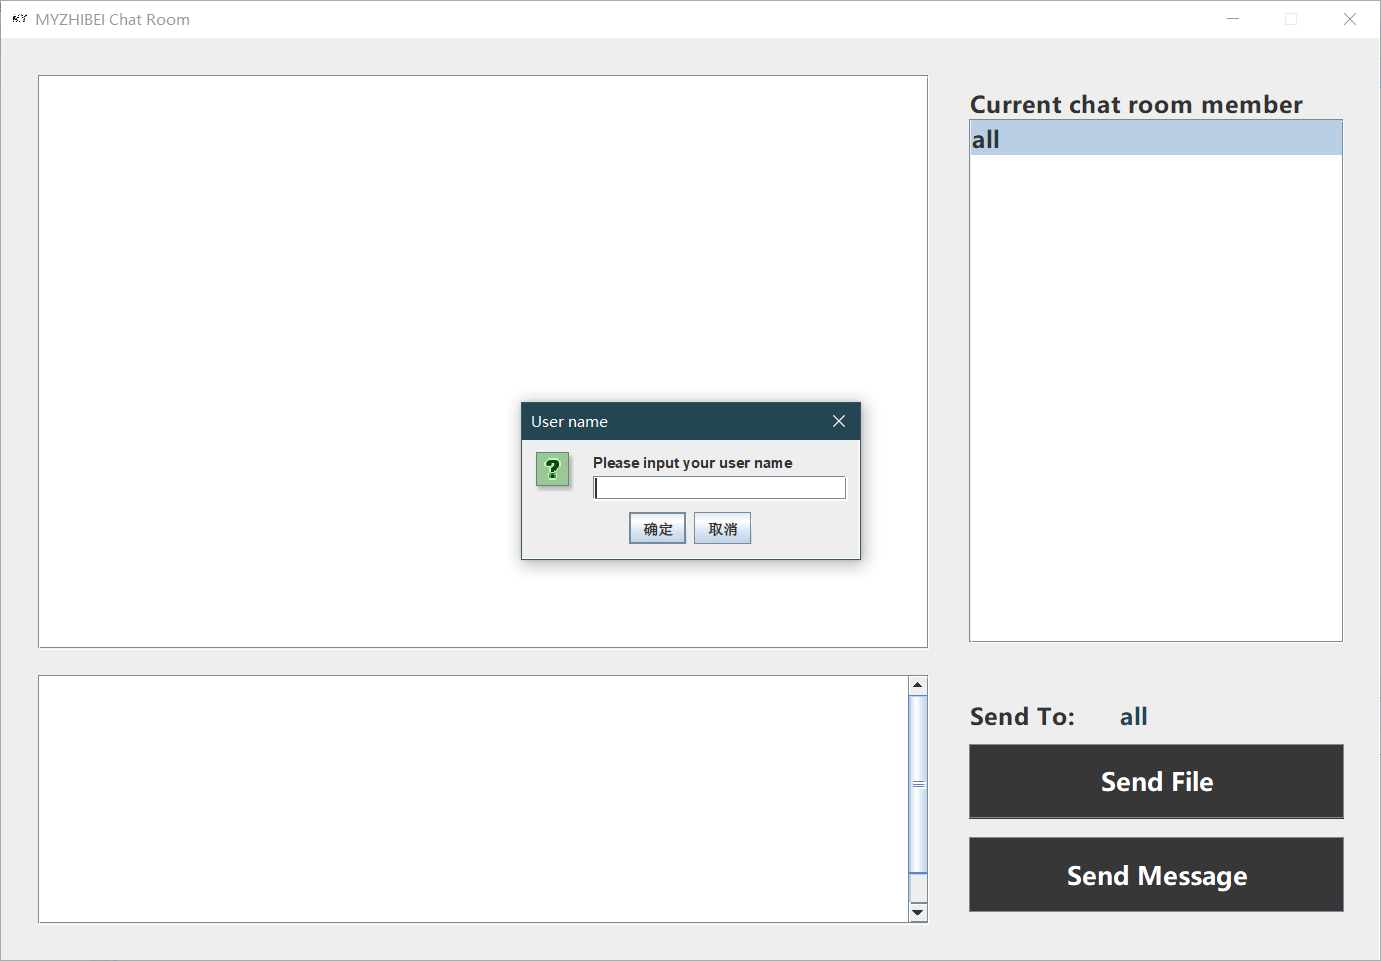 MYZHIBEI Chat Room
Current chat room member
all
User name
Please input your user name
确定 取消
Send To: all
Send File
Send Message